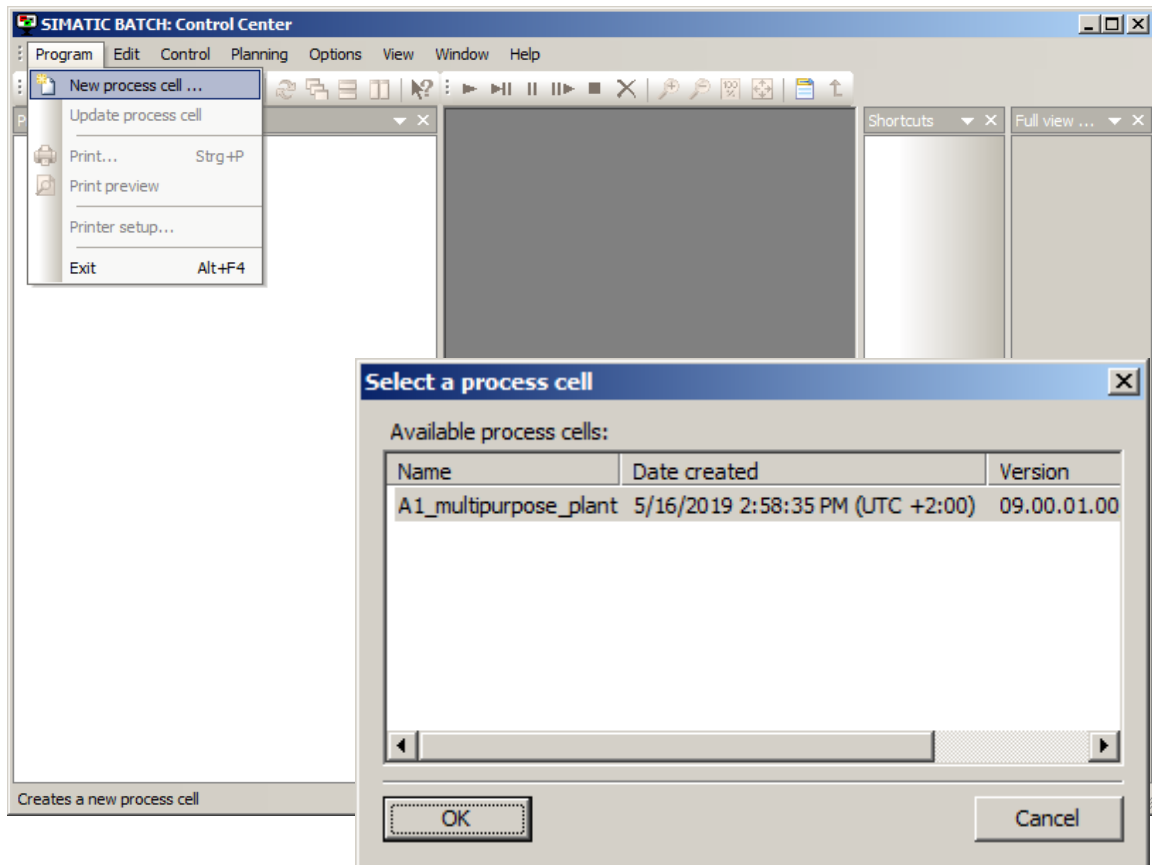 SIMATIC BATCH: Control Center
Program Edit Control Planning Options View Window Help
New process cell ...
Update process cell
Print... Strg+P
Print preview
Printer setup...
Exit Alt+F4
Shortcuts
Full view ...
Select a process cell
Available process cells:
Name Date created Version
A1_multipurpose_plant 5/16/2019 2:58:35 PM (UTC +2:00) 09.00.01.00
OK Cancel
Creates a new process cell